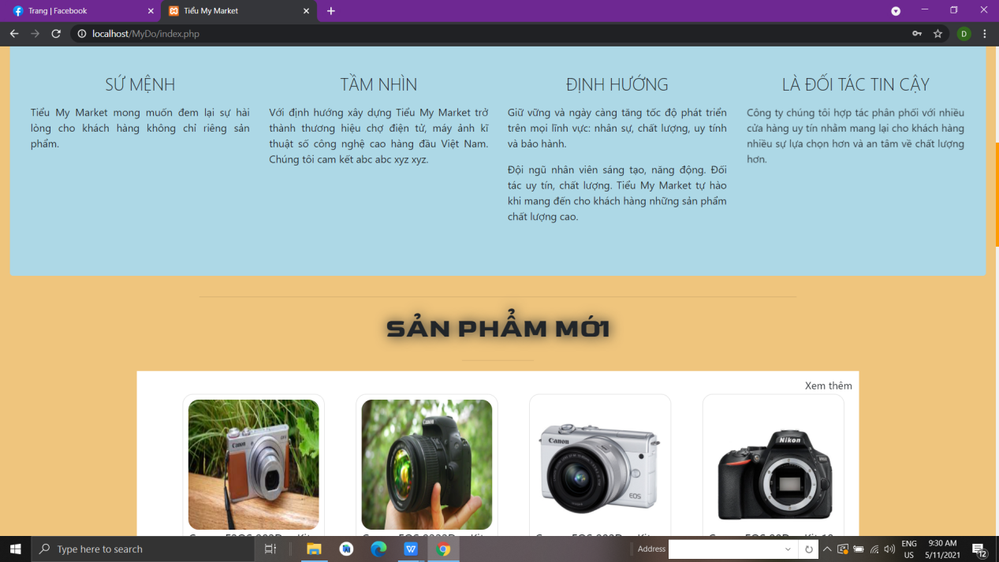 Trang | Facebook
Tiểu My Market
localhost/MyDo/index.php
D
SỨ MỆNH
Tiểu My Market mong muốn đem lại sự hài
lòng cho khách hàng không chỉ riêng sản
phẩm.
TẦM NHÌN
Với định hướng xây dựng Tiểu My Market trở
thành thương hiệu chợ điện tử, máy ảnh kĩ
thuật số công nghệ cao hàng đầu Việt Nam.
Chúng tôi cam kết abc abc xyz xyz.
ĐỊNH HƯỚNG
Giữ vững và ngày càng tăng tốc độ phát triển
trên mọi lĩnh vực: nhân sự, chất lượng, uy tính
và bảo hành.
Đội ngũ nhân viên sáng tạo, năng động. Đối
tác uy tín, chất lượng. Tiểu My Market tự hào
khi mang đến cho khách hàng những sản phẩm
chất lượng cao.
LÀ ĐỐI TÁC TIN CẬY
Công ty chúng tôi hợp tác phân phối với nhiều
cửa hàng uy tín nhằm mang lại cho khách hàng
nhiều sự lựa chọn hơn và an tâm về chất lượng
hơn.
SẢN PHẨM MỚI
Xem thêm
Canon
Canon
Canon
EOS
Nikon
Type here to search
Address
ENG
US
9:30 AM
5/11/2021
12